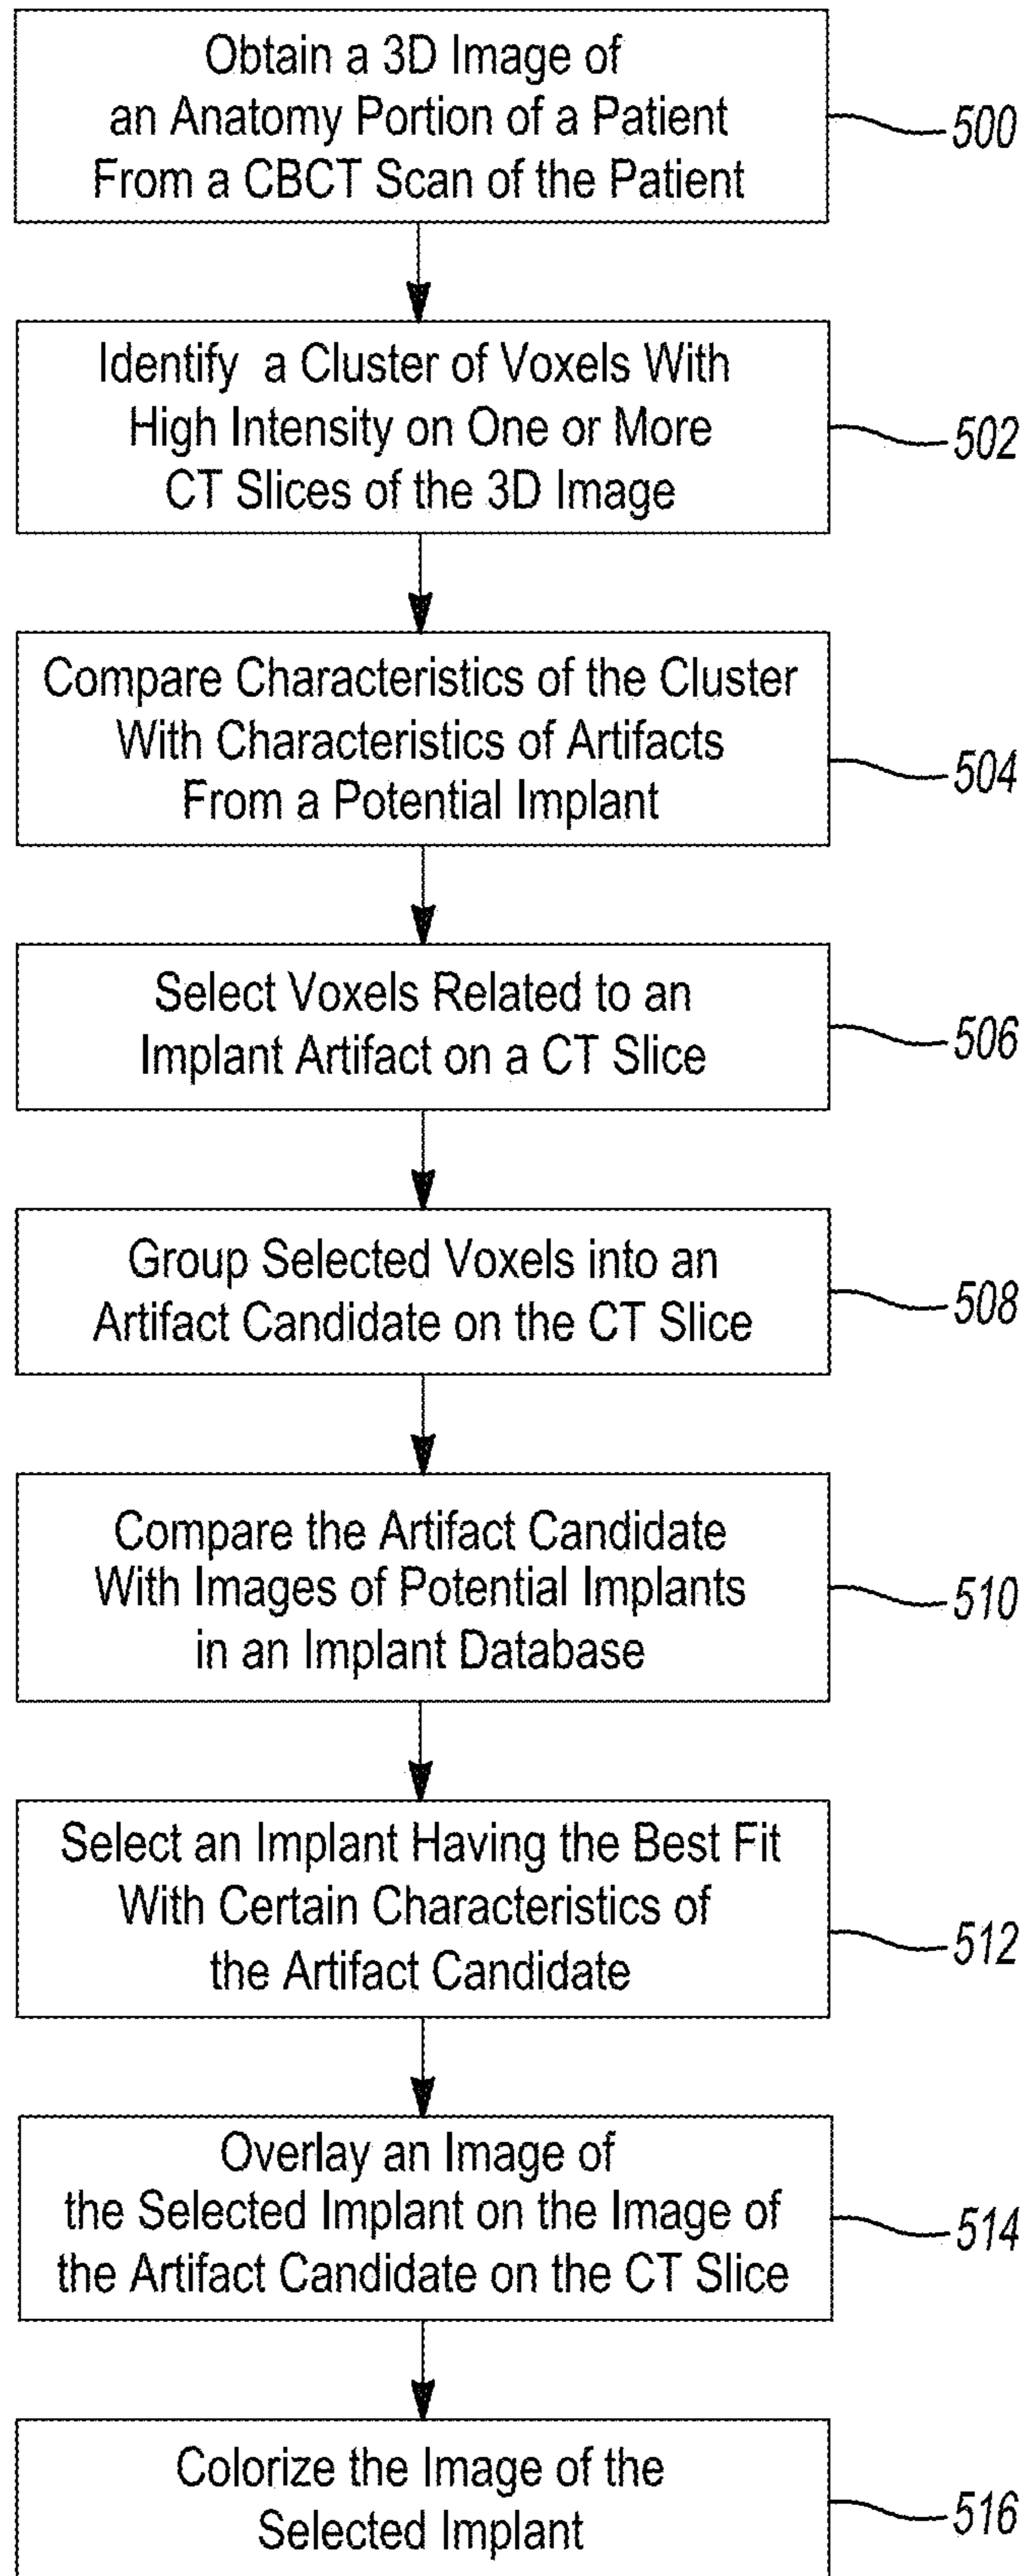 Obtain a 3D Image of
an Anatomy Portion of a Patient
From a CBCT Scan of the Patient
500
Identify a Cluster of Voxels With
High Intensity on One or More
CT Slices of the 3D Image
502
Compare Characteristics of the Cluster
With Characteristics of Artifacts
From a Potential Implant
504
Select Voxels Related to an
Implant Artifact on a CT Slice
506
Group Selected Voxels into an
Artifact Candidate on the CT Slice
508
Compare the Artifact Candidate
With Images of Potential Implants
in an Implant Database
510
Select an Implant Having the Best Fit
With Certain Characteristics of
the Artifact Candidate
512
Overlay an Image of
the Selected Implant on the Image of
the Artifact Candidate on the CT Slice
514
Colorize the Image of the
Selected Implant
516